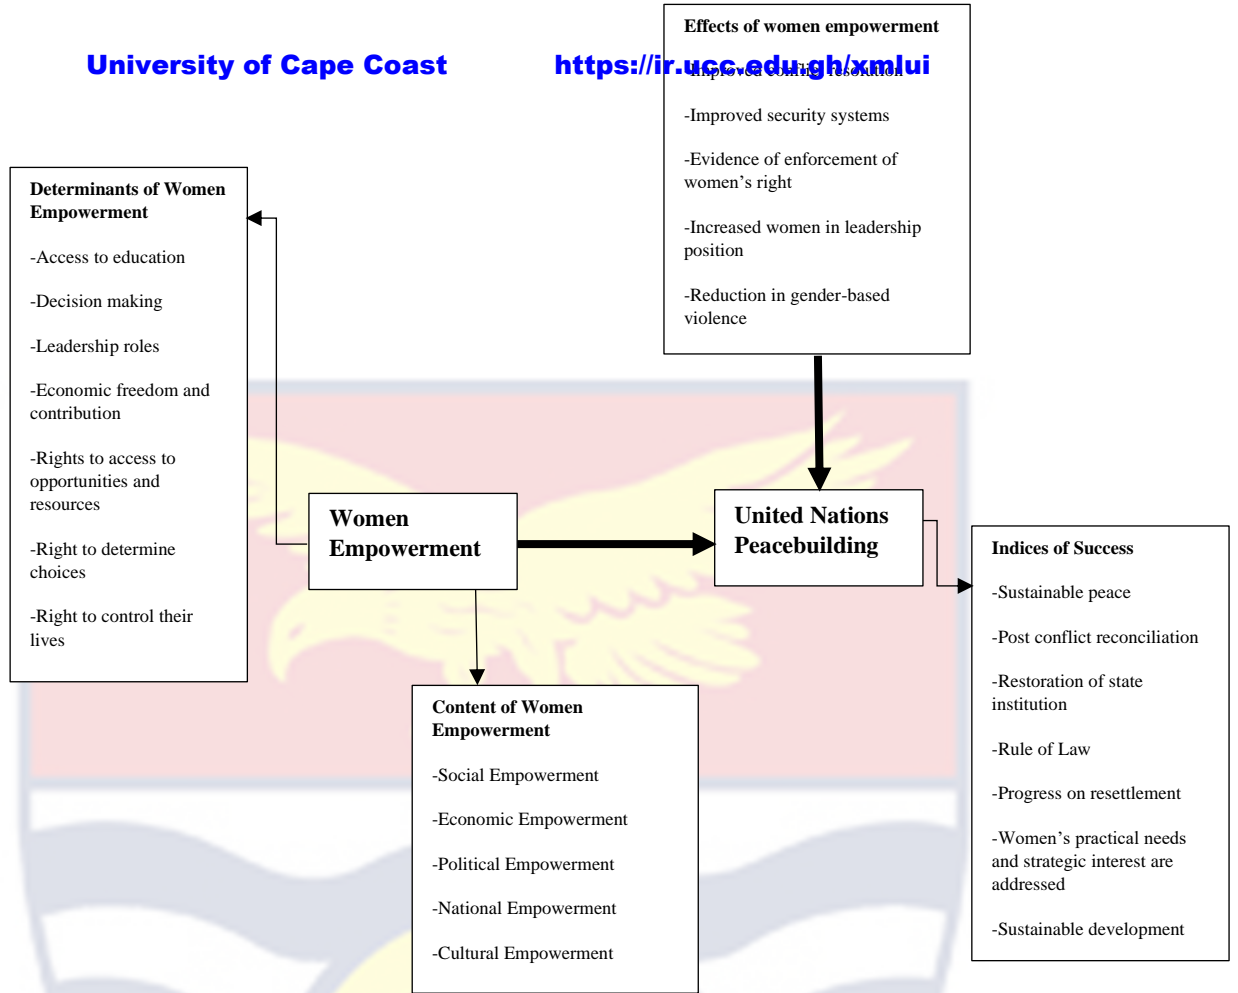 Effects of women empowerment
University of Cape Coast https://ir.ucc.edu.gh/xmlui
-Improved conflict resolution
-Improved security systems
-Evidence of enforcement of
women’s right
-Increased women in leadership
position
-Reduction in gender-based
violence
Determinants of Women
Empowerment
-Access to education
-Decision making
-Leadership roles
-Economic freedom and
contribution
-Rights to access to
opportunities and
resources
-Right to determine
choices
-Right to control their
lives
Women
Empowerment
United Nations
Peacebuilding
Indices of Success
-Sustainable peace
-Post conflict reconciliation
-Restoration of state
institution
-Rule of Law
-Progress on resettlement
-Women’s practical needs
and strategic interest are
addressed
-Sustainable development
Content of Women
Empowerment
-Social Empowerment
-Economic Empowerment
-Political Empowerment
-National Empowerment
-Cultural Empowerment